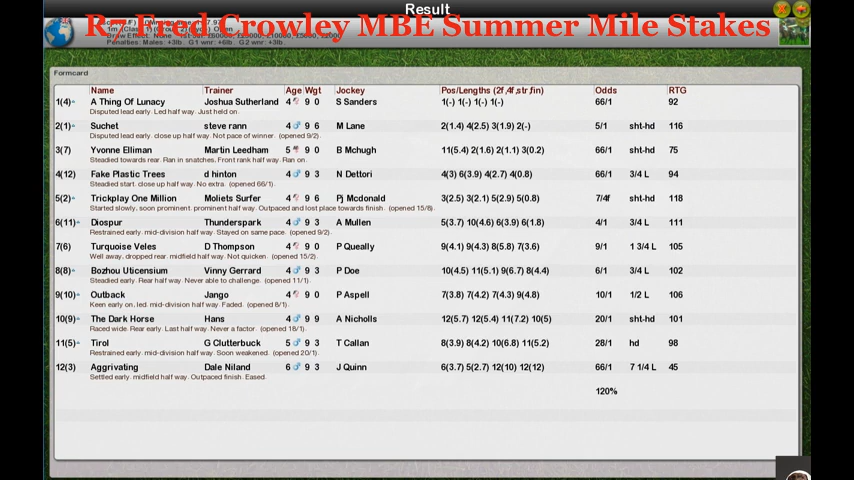 Result
R7 Fred Crowley MBE Summer Mile Stakes
Penalties: Males: +3lb, G1 wnr: +6lb, G2 wnr: +3lb
Formcard
Name Trainer Age Wgt Jockey Pos/Lengths (2f,4f,str,fin) Odds RTG
1(4) A Thing Of Lunacy Joshua Sutherland 4 9 0 S Sanders 1(-) 1(-) 1(-) 1(-) 66/1 92
Disputed lead early. Led half way. Just held on.
2(1) Suchet steve rann 4 9 6 M Lane 2(1.4) 4(2.5) 3(1.9) 2(-) 5/1 sht-hd 116
Disputed lead early. close up half way. Not pace of winner. (opened 9/2).
3(7) Yvonne Elliman Martin Leedham 5 9 0 B Mchugh 11(5.4) 2(1.6) 2(1.1) 3(0.2) 66/1 sht-hd 75
Steadied towards rear. Ran in snatches, Front rank half way. Ran on.
4(12) Fake Plastic Trees d hinton 4 9 3 N Dettori 4(3) 6(3.9) 4(2.7) 4(0.8) 66/1 3/4 L 94
Steadied start. close up half way. No extra. (opened 66/1).
5(2) Trickplay One Million Moliets Surfer 4 9 6 Pj Mcdonald 3(2.5) 3(2.1) 5(2.9) 5(0.8) 7/4f sht-hd 118
Started slowly, soon prominent. prominent half way. Outpaced and lost place towards finish. (opened 15/8).
6(11) Diospur Thunderspark 4 9 3 A Mullen 5(3.7) 10(4.6) 6(3.9) 6(1.8) 4/1 3/4 L 111
Restrained early. mid-division half way. Stayed on same pace. (opened 9/2).
7(6) Turquoise Veles D Thompson 4 9 0 P Queally 9(4.1) 9(4.3) 8(5.8) 7(3.6) 9/1 1 3/4 L 105
Well away, dropped rear. midfield half way. Not quicken. (opened 15/2).
8(8) Bozhou Uticensium Vinny Gerrard 4 9 3 P Doe 10(4.5) 11(5.1) 9(6.7) 8(4.4) 6/1 3/4 L 102
Steadied early. Rear half way. Never able to challenge. (opened 11/1).
9(10) Outback Jango 4 9 0 P Aspell 7(3.8) 7(4.2) 7(4.3) 9(4.8) 10/1 1/2 L 106
Keen early on, led. mid-division half way. Faded. (opened 8/1).
10(9) The Dark Horse Hans 4 9 9 A Nicholls 12(5.7) 12(5.4) 11(7.2) 10(5) 20/1 sht-hd 101
Raced wide. Rear early. Last half way. Never a factor. (opened 16/1).
11(5) Tirol G Clutterbuck 5 9 3 T Callan 8(3.9) 8(4.2) 10(6.8) 11(5.2) 28/1 hd 98
Restrained early. mid-division half way. Soon weakened. (opened 20/1).
12(3) Aggrivating Dale Niland 6 9 3 J Quinn 6(3.7) 5(2.7) 12(10) 12(12) 66/1 7 1/4 L 45
Settled early. midfield half way. Outpaced finish. Eased.
120%